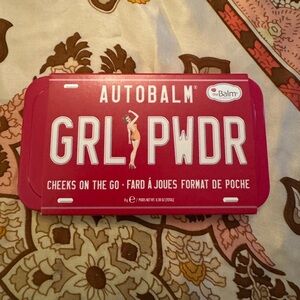 AUTOBALM®
theBalm
GRL PWDR
CHEEKS ON THE GO • FARD À JOUES FORMAT DE POCHE